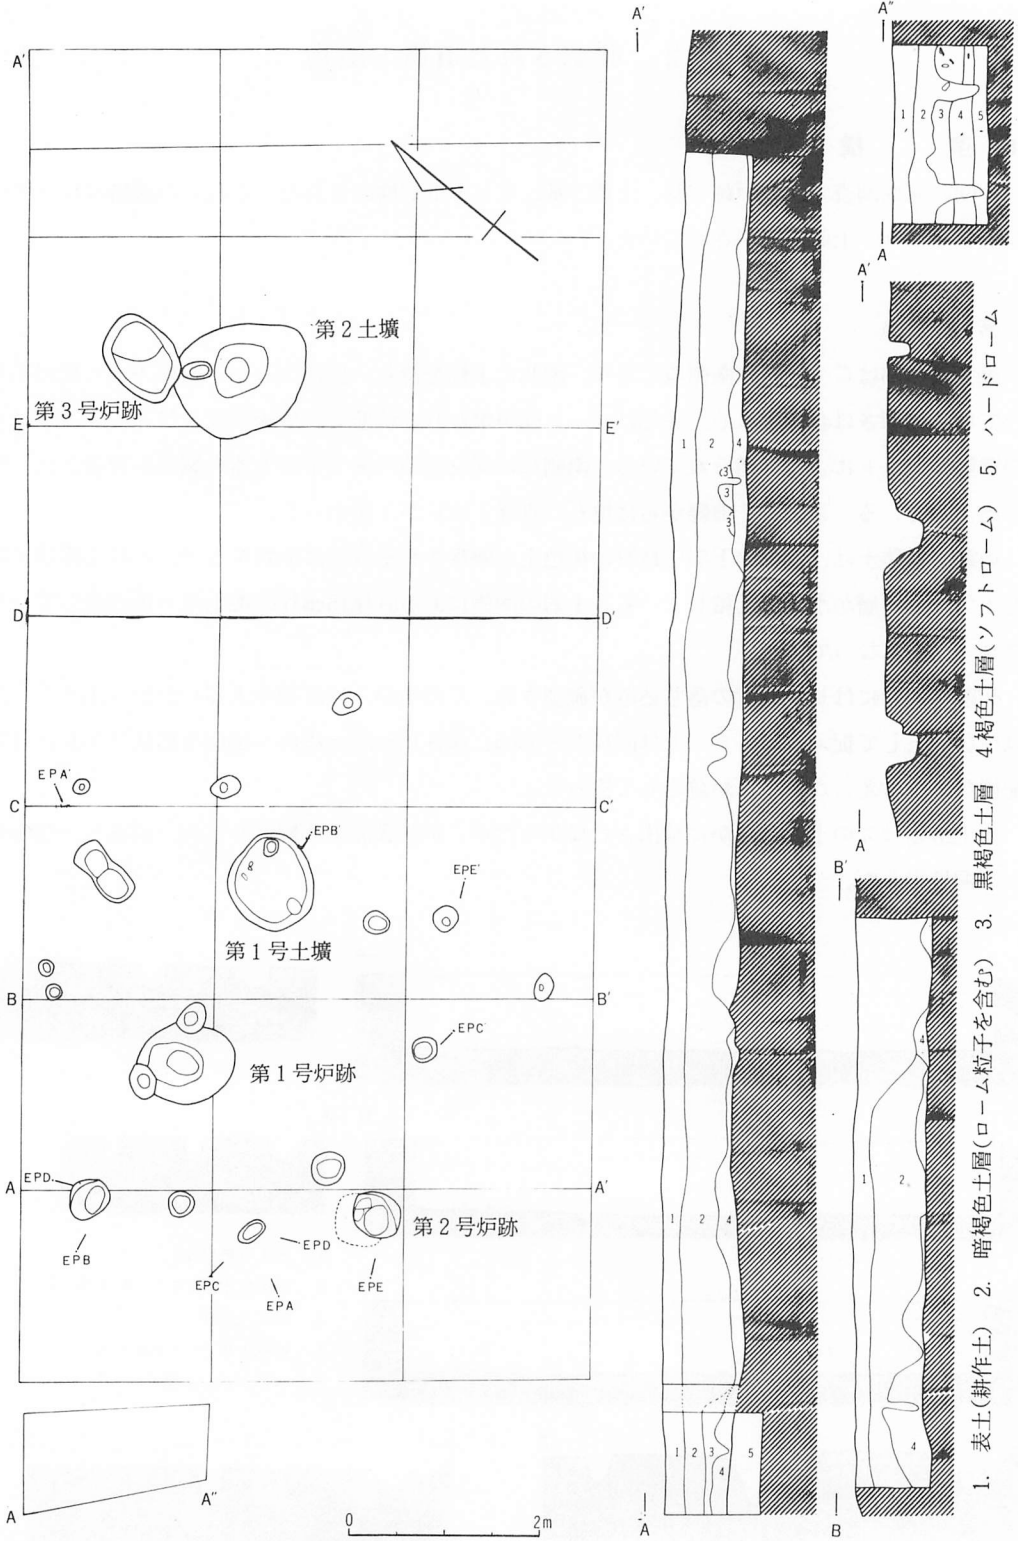 A'
第2土壙
第3号炉跡
E
E'
D
D'
EPA'
C
C'
EPB'
EPE'
第1号土壙
B
B'
EPC'
第1号炉跡
EPD'
A
A'
第2号炉跡
EPB
EPD
EPC
EPE
EPA
A
A''
0 2m
A'
1 2 4
3
3
3
1 2 4
1 2 3 4 5
A
A''
1 2 3 4 5
A
A'
A
B'
4
1 2
4
B
1. 表土(耕作土) 2. 暗褐色土層(ローム粒子を含む) 3. 黒褐色土層 4.褐色土層(ソフトローム) 5. ハードローム